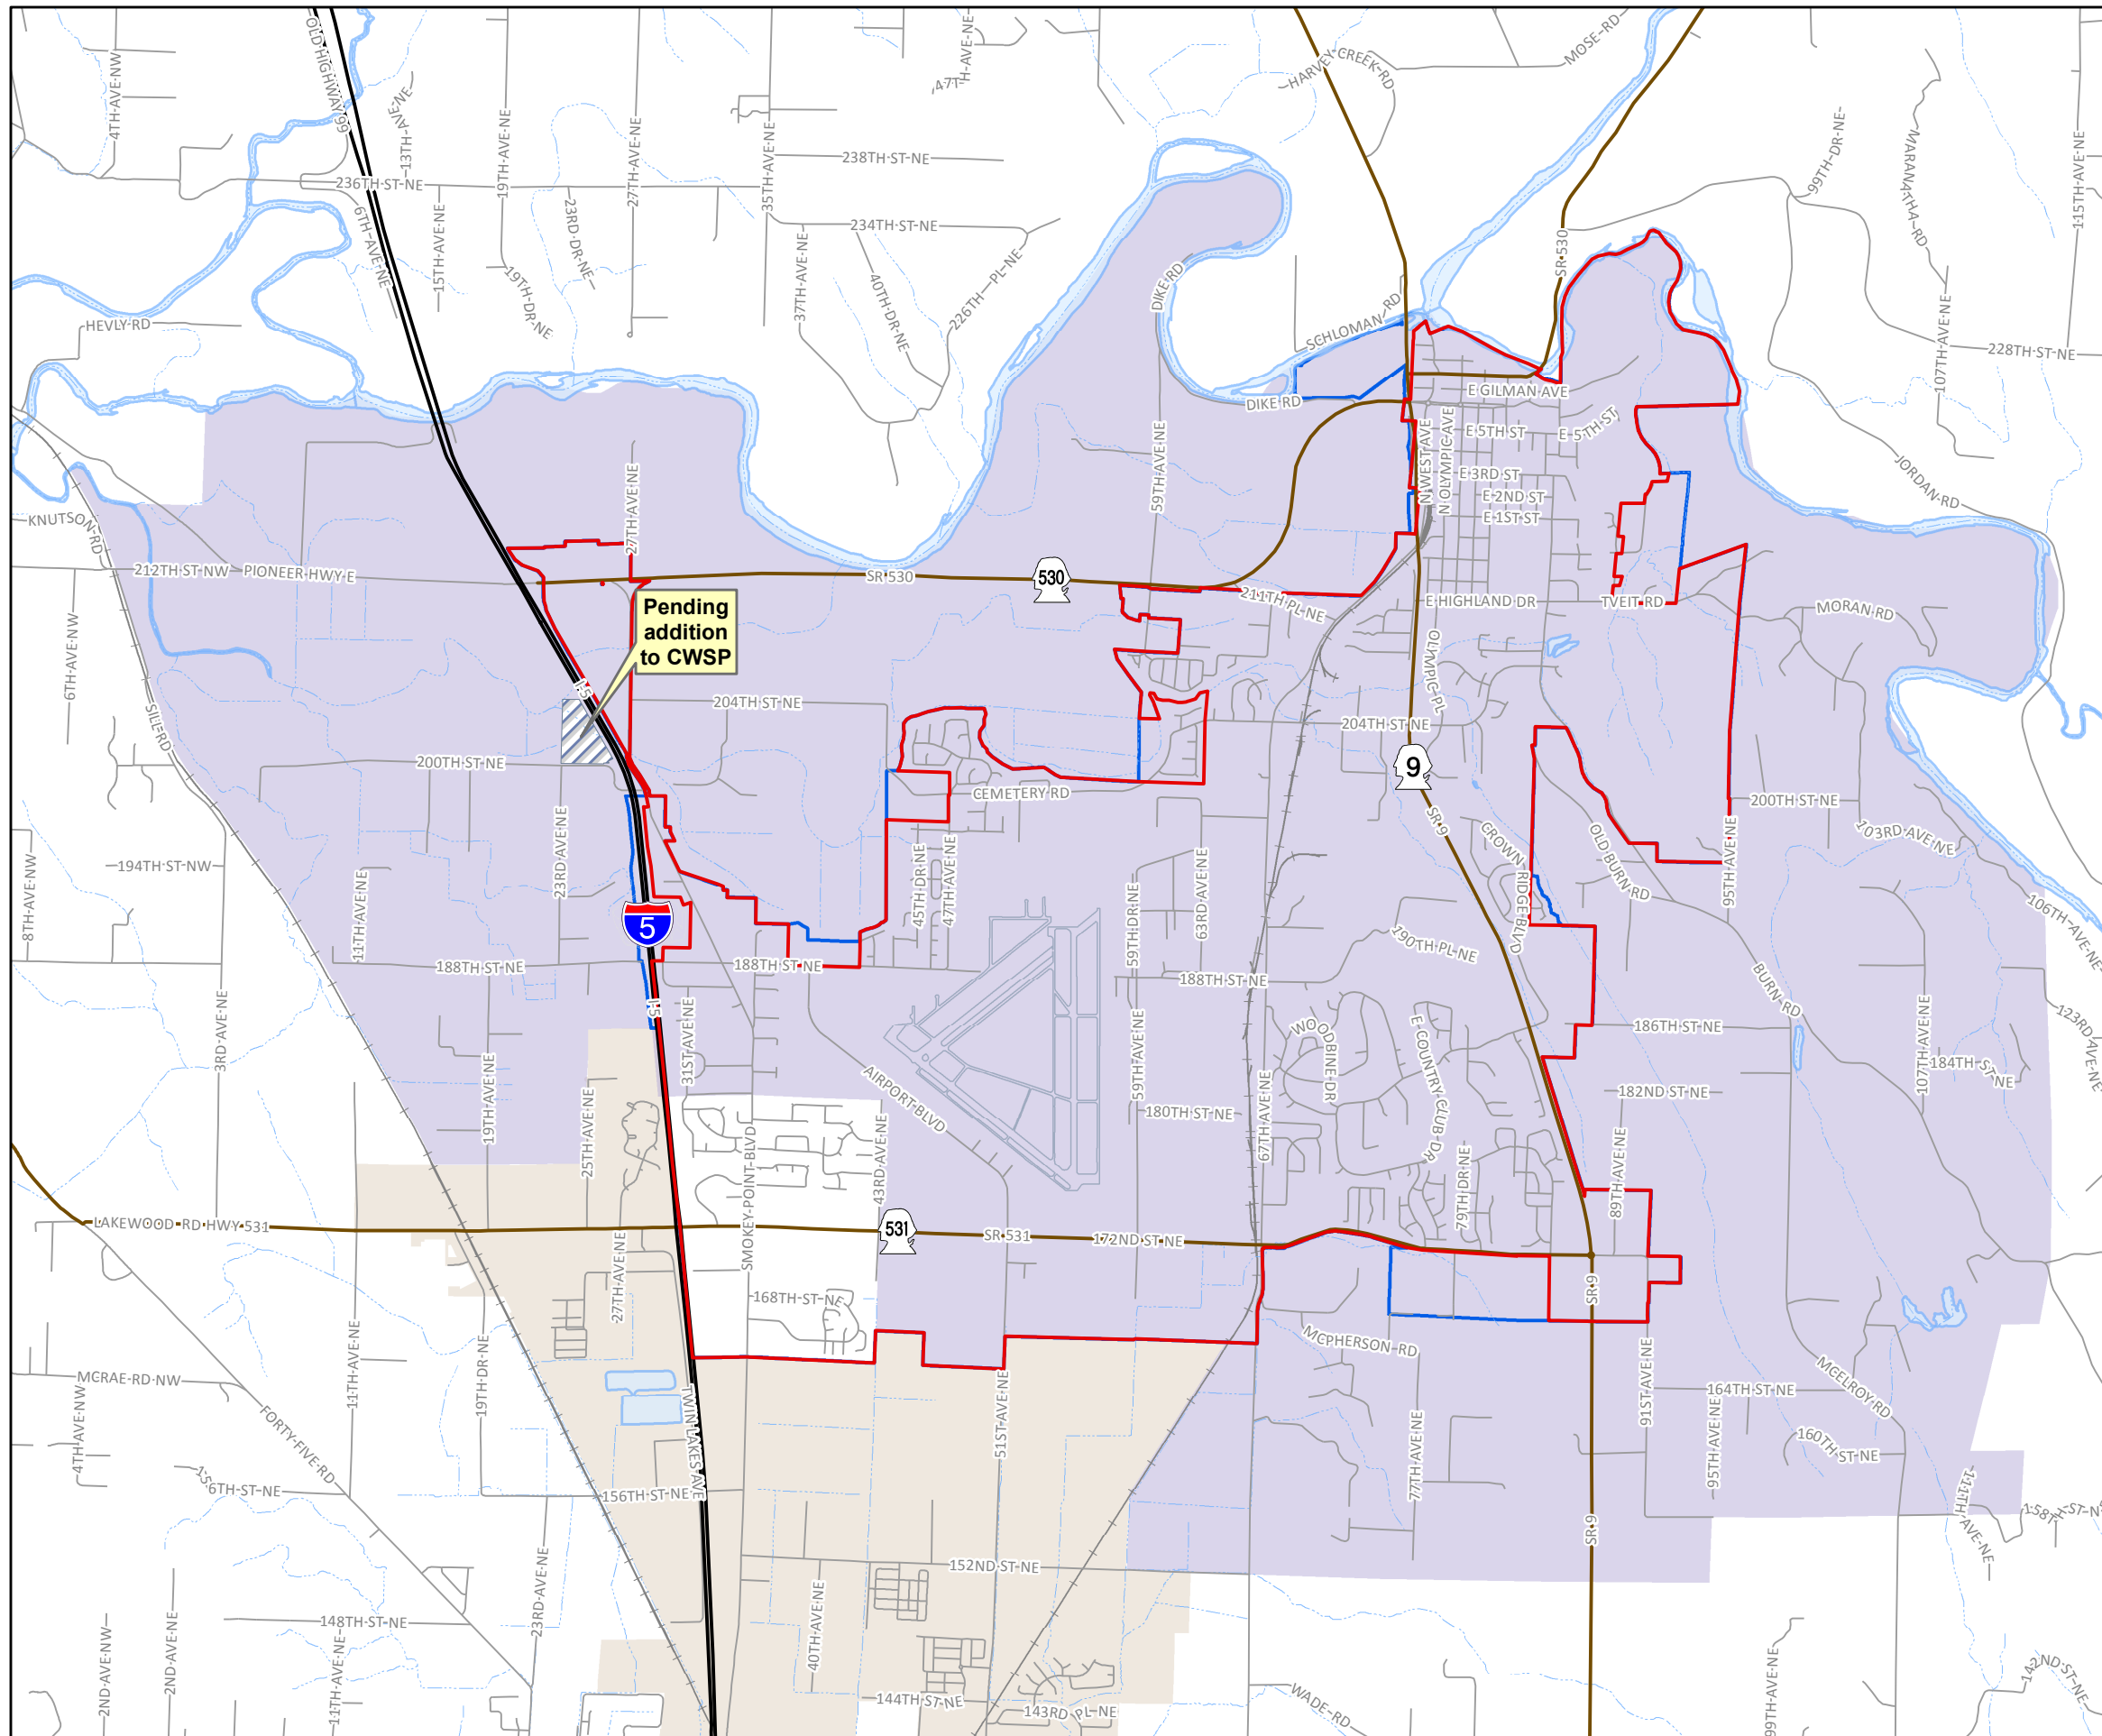 OLD HIGHWAY 99
4TH-AVE-NW
13TH-AVE-NE
19TH-AVE-NE
27TH-AVE-NE
35TH-AVE-NE
47TH-AVE-NE
HARVEY-CREEK-RD
MOSE-RD
99TH-DR-NE
MARANATHA-RD
115TH-AVE-NE
238TH-ST-NE
236TH-ST-NE
6TH-AVE-NE
15TH-AVE-NE
23RD-DR-NE
19TH-DR-NE
234TH-ST-NE
37TH-AVE-NE
40TH-DR-NE
226TH-PL-NE
DIKE RD
SR-530
HEVLY-RD
SCHLOMAN RD
107TH-AVE-NE
228TH-ST-NE
E GILMAN AVE
DIKE RD
59TH-AVE-NE
N WEST AVE
N OLYMPIC AVE
E 5TH ST
E 5TH ST
E 3RD ST
E 2ND ST
E 1ST ST
JORDAN-RD
KNUTSON-RD
27TH AVE NE
212TH ST NW
PIONEER HWY E
SR 530
530
211TH PL NE
E HIGHLAND DR
TVEIT RD
MORAN RD
Pending
addition
to CWSP
6TH-AVE-NW
SILL-RD
I-5
204TH ST NE
204TH ST NE
OLYMPIC PL
9
200TH ST NE
CEMETERY RD
200TH ST NE
SR-9
103RD AVE NE
194TH-ST-NW
8TH-AVE-NW
11TH-AVE-NE
23RD AVE NE
45TH DR NE
47TH AVE NE
59TH DR NE
63RD AVE NE
CROWN RIDGE BLVD
OLD BURN RD
95TH AVE NE
106TH-AVE-NE
5
188TH ST NE
188TH ST NE
188TH ST NE
190TH PL NE
BURN RD
3RD-AVE-NE
I-5
31ST AVE NE
59TH AVE NE
WOODBINE DR
E COUNTRY CLUB DR
186TH ST NE
107TH AVE NE
184TH ST NE
123RD-AVE-NE
19TH AVE NE
25TH AVE NE
AIRPORT BLVD
180TH ST NE
67TH AVE NE
182ND ST NE
SMOKEY-POINT-BLVD
43RD AVE NE
79TH DR NE
89TH AVE NE
LAKEWOOD RD HWY 531
531
SR 531
172ND ST NE
27TH AVE NE
168TH-ST-NE
SR-9
MCPHERSON RD
MCRAE-RD-NW
11TH-AVE-NE
19TH-DR-NE
4TH-AVE-NW
FORTY-FIVE-RD
TWIN LAKES AVE
51ST AVE NE
77TH AVE NE
91ST AVE NE
164TH ST NE
95TH AVE NE
MCELROY RD
160TH ST NE
156TH-ST-NE
156TH ST NE
111TH AVE-NE
158TH-ST-NE
SR-9
152ND ST NE
23RD-AVE-NE
40TH AVE NE
148TH-ST-NE
2ND-AVE-NW
2ND-AVE-NE
11TH-AVE-NE
144TH ST NE
143RD PL NE
WADE-RD
99TH-AVE-NE
142ND-ST-NE